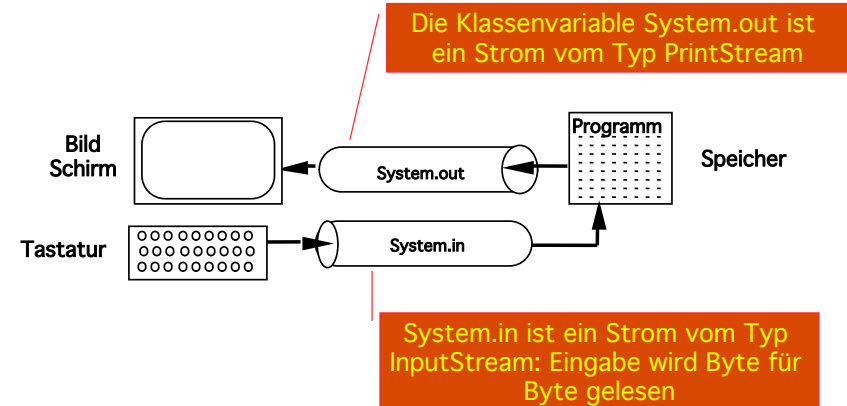 Die Klassenvariable System.out ist
ein Strom vom Typ PrintStream
Bild
Schirm
System.out
Programm
Speicher
Tastatur
System.in
System.in ist ein Strom vom Typ
InputStream: Eingabe wird Byte für
Byte gelesen